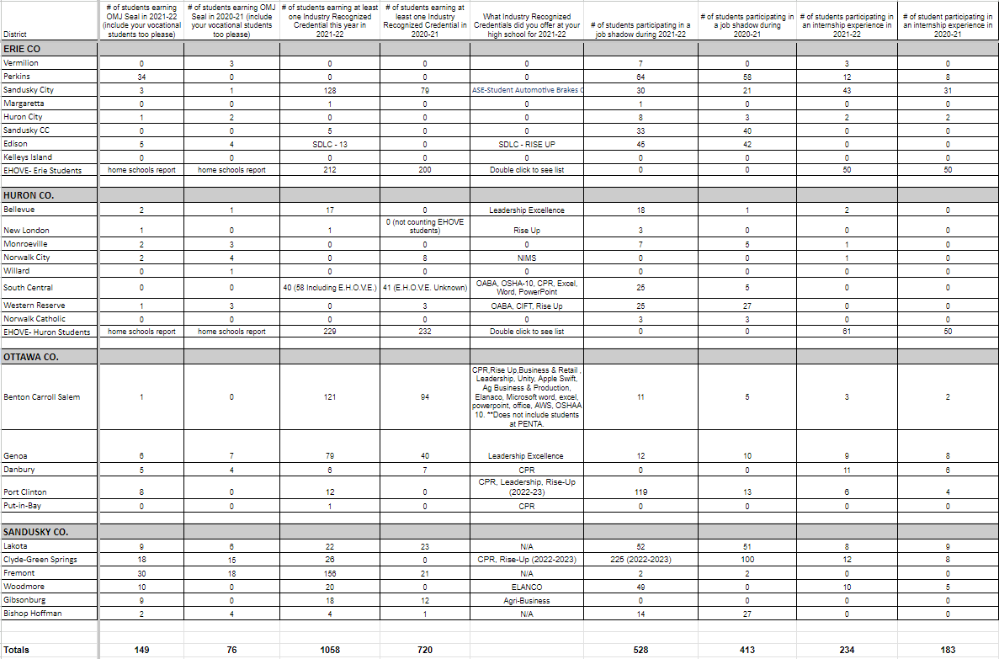 District | # of students earning OMJ Seal in 2021-22 (include your vocational students too please) | # of students earning OMJ Seal in 2020-21 (include your vocational students too please) | # of students earning at least one Industry Recognized Credential this year in 2021-22 | # of students earning at least one Industry Recognized Credential in 2020-21 | What Industry Recognized Credentials did you offer at your high school for 2021-22 | # of students participating in a job shadow during 2021-22 | # of students participating in a job shadow during 2020-21 | # of students participating in an internship experience in 2021-22 | # of student participating in an internship experience in 2020-21
ERIE CO
Vermilion | 0 | 3 | 0 | 0 | 0 | 7 | 0 | 3 | 0
Perkins | 34 | 0 | 0 | 0 | 0 | 64 | 58 | 12 | 8
Sandusky City | 3 | 1 | 128 | 79 | ASE-Student Automotive Brakes C | 30 | 21 | 43 | 31
Margaretta | 0 | 0 | 1 | 0 | 0 | 1 | 0 | 0 | 0
Huron City | 1 | 2 | 0 | 0 | 0 | 8 | 3 | 2 | 2
Sandusky CC | 0 | 0 | 5 | 0 | 0 | 33 | 40 | 0 | 0
Edison | 5 | 4 | SDLC - 13 | 0 | SDLC - RISE UP | 45 | 42 | 0 | 0
Kelleys Island | 0 | 0 | 0 | 0 | 0 | 0 | 0 | 0 | 0
EHOVE- Erie Students | home schools report | home schools report | 212 | 200 | Double click to see list | 0 | 0 | 50 | 50
HURON CO.
Bellevue | 2 | 1 | 17 | 0 | Leadership Excellence | 18 | 1 | 2 | 0
New London | 1 | 0 | 1 | 0 (not counting EHOVE students) | Rise Up | 3 | 0 | 0 | 0
Monroeville | 2 | 3 | 0 | 0 | 0 | 7 | 5 | 1 | 0
Norwalk City | 2 | 4 | 0 | 8 | NIMS | 0 | 0 | 1 | 0
Willard | 0 | 1 | 0 | 0 | 0 | 0 | 0 | 0 | 0
South Central | 0 | 0 | 40 (58 Including E.H.O.V.E.) | 41 (E.H.O.V.E. Unknown) | OABA, OSHA-10, CPR, Excel, Word, PowerPoint | 25 | 5 | 0 | 0
Western Reserve | 1 | 3 | 0 | 3 | OABA, CIFT, Rise Up | 25 | 27 | 0 | 0
Norwalk Catholic | 0 | 0 | 0 | 0 | 0 | 3 | 3 | 0 | 0
EHOVE- Huron Students | home schools report | home schools report | 229 | 232 | Double click to see list | 0 | 0 | 61 | 50
OTTAWA CO.
Benton Carroll Salem | 1 | 0 | 121 | 94 | CPR,Rise Up,Business & Retail , Leadership, Unity, Apple Swift, Ag Business & Production, Elanaco, Microsoft word, excel, powerpoint, office, AWS, OSHAA 10. **Does not include students at PENTA. | 11 | 5 | 3 | 2
Genoa | 6 | 7 | 79 | 40 | Leadership Excellence | 12 | 10 | 9 | 8
Danbury | 5 | 4 | 6 | 7 | CPR | 0 | 0 | 11 | 6
Port Clinton | 8 | 0 | 12 | 0 | CPR, Leadership, Rise-Up (2022-23) | 119 | 13 | 6 | 4
Put-in-Bay | 0 | 0 | 1 | 0 | CPR | 0 | 0 | 0 | 0
SANDUSKY CO.
Lakota | 9 | 6 | 22 | 23 | N/A | 52 | 51 | 8 | 9
Clyde-Green Springs | 18 | 15 | 26 | 0 | CPR, Rise-Up (2022-2023) | 225 (2022-2023) | 100 | 12 | 8
Fremont | 30 | 18 | 156 | 21 | N/A | 2 | 2 | 0 | 0
Woodmore | 10 | 0 | 20 | 0 | ELANCO | 49 | 0 | 10 | 5
Gibsonburg | 9 | 0 | 18 | 12 | Agri-Business | 0 | 0 | 0 | 0
Bishop Hoffman | 2 | 4 | 4 | 1 | N/A | 14 | 27 | 0 | 0
Totals | 149 | 76 | 1058 | 720 | 528 | 413 | 234 | 183